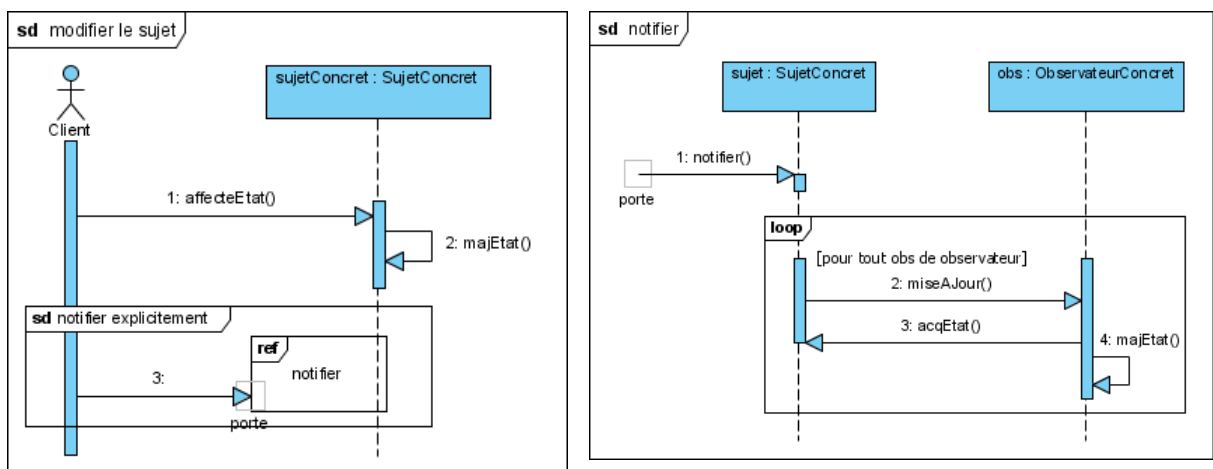 sd modifier le sujet
sujetConcret : SujetConcret
Client
1: affecteEtat()
2: majEtat()
sd notifier explicitement
ref
notifier
3:
porte
sd notifier
sujet : SujetConcret
obs : ObservateurConcret
1: notifier()
porte
loop
[pour tout obs de observateur]
2: miseAJour()
3: acqEtat()
4: majEtat()